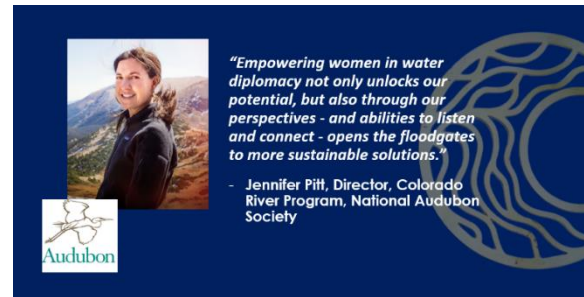 “Empowering women in water
diplomacy not only unlocks our
potential, but also through our
perspectives - and abilities to listen
and connect - opens the floodgates
to more sustainable solutions.”
- Jennifer Pitt, Director, Colorado
River Program, National Audubon
Society
Audubon